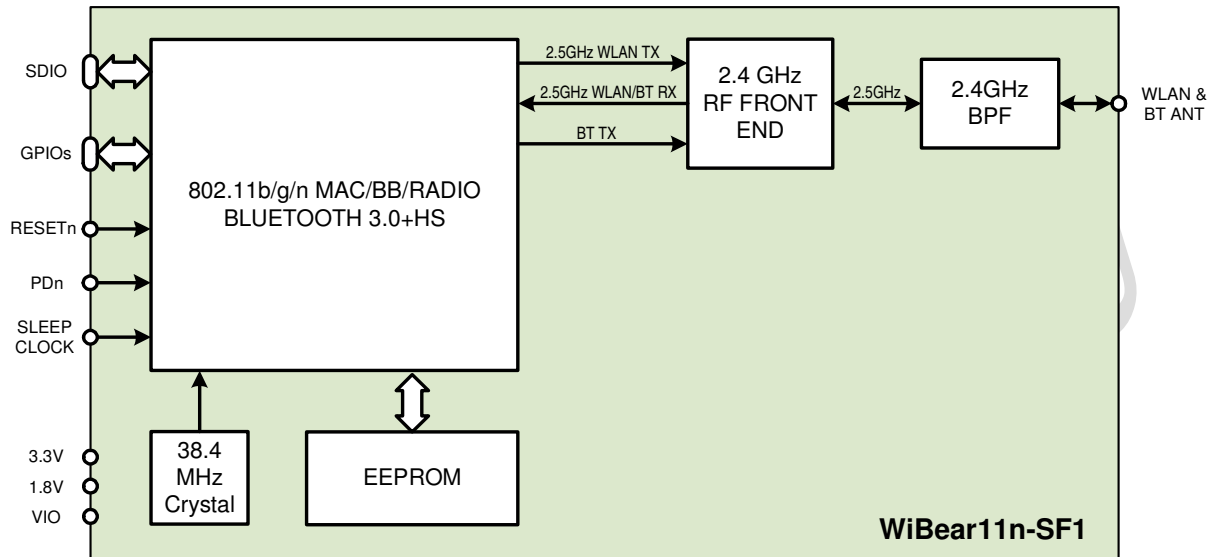 SDIO
GPIOs
RESETn
PDn
SLEEP
CLOCK
3.3V
1.8V
VIO
802.11b/g/n MAC/BB/RADIO
BLUETOOTH 3.0+HS
38.4
MHz
Crystal
EEPROM
2.5GHz WLAN TX
2.5GHz WLAN/BT RX
BT TX
2.4 GHz
RF FRONT
END
2.5GHz
2.4GHz
BPF
WLAN &
BT ANT
WiBear11n-SF1